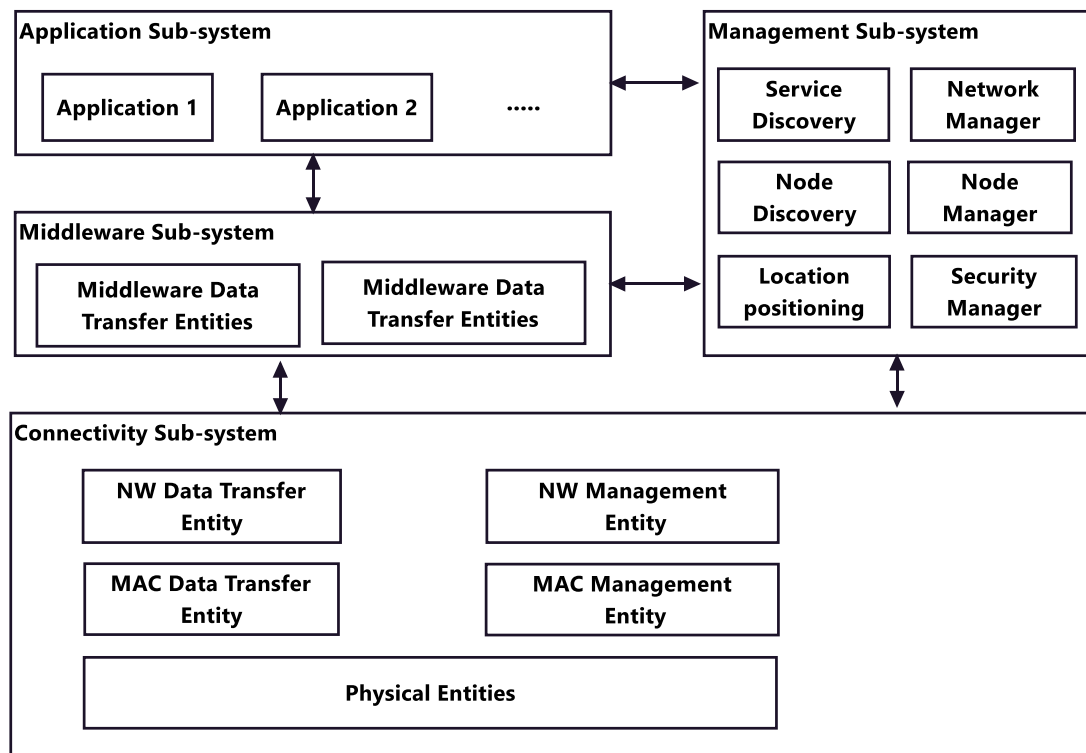 Application Sub-system
Application 1
Application 2
.....
Management Sub-system
Service
Discovery
Network
Manager
Node
Discovery
Node
Manager
Location
positioning
Security
Manager
Middleware Sub-system
Middleware Data
Transfer Entities
Middleware Data
Transfer Entities
Connectivity Sub-system
NW Data Transfer
Entity
NW Management
Entity
MAC Data Transfer
Entity
MAC Management
Entity
Physical Entities